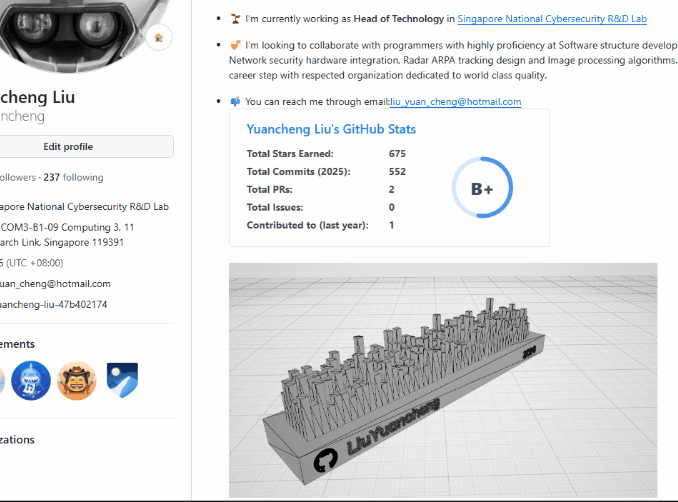 cheng Liu
ncheng
Edit profile
ollowers · 237 following
apore National Cybersecurity R&D Lab
COM3-B1-09 Computing 3, 11
arch Link, Singapore 119391
(UTC +08:00)
uan_cheng@hotmail.com
uancheng-liu-47b402174
ements
zations
I'm currently working as Head of Technology in Singapore National Cybersecurity R&D Lab
I'm looking to collaborate with programmers with highly proficiency at Software structure develop
Network security hardware integration, Radar ARPA tracking design and Image processing algorithms.
career step with respected organization dedicated to world class quality.
You can reach me through email:liu_yuan_cheng@hotmail.com
Yuancheng Liu's GitHub Stats
Total Stars Earned: 675
Total Commits (2025): 552
Total PRs: 2
Total Issues: 0
Contributed to (last year): 1
B+
LiuYuancheng